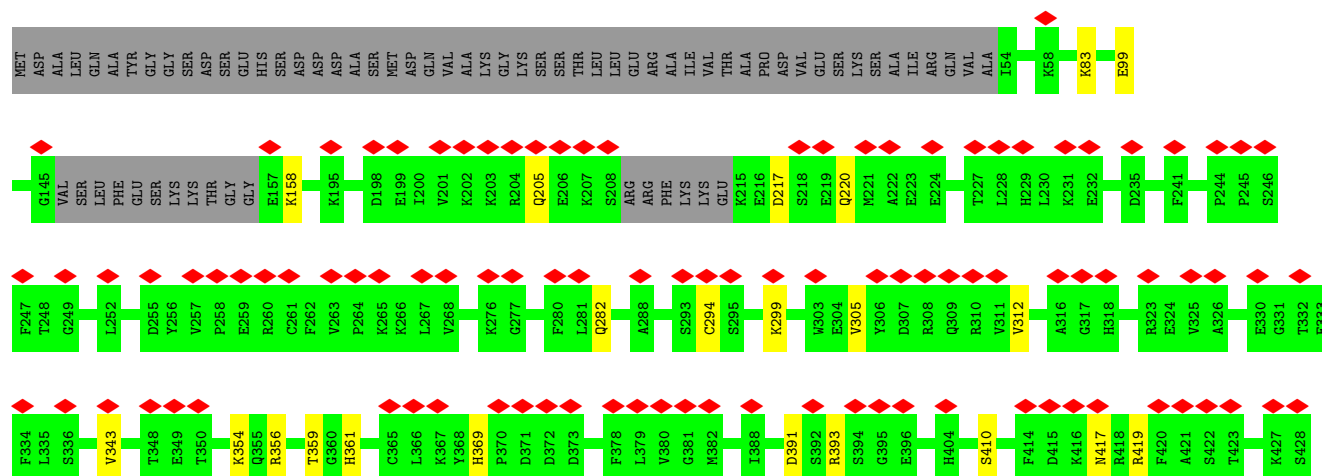 MET ASP ALA LEU GLN ALA TYR GLY GLY SER ASP SER GLU HIS SER ASP ASP ASP ALA SER MET ASP GLN VAL ALA LYS GLY LYS SER SER THR LEU LEU GLU ARG ALA ILE VAL THR ALA PRO ASP VAL GLU SER LYS SER ALA ILE ARG GLN VAL ALA I54 K58 K83 E99
G145 VAL SER LEU PHE GLU SER LYS LYS THR GLY GLY E157 K158 K195 D198 E199 I200 V201 K202 K203 R204 Q205 E206 K207 S208 ARG ARG PHE LYS LYS GLU K215 E216 D217 S218 E219 Q220 M221 A222 E223 E224 T227 L228 H229 L230 K231 E232 D235 F241 P244 P245 S246
F247 T248 G249 L252 D255 Y256 V257 P258 E259 R260 C261 F262 V263 P264 K265 K266 L267 V268 K276 G277 F280 L281 Q282 A288 S293 C294 S295 K299 W303 E304 V305 Y306 D307 R308 Q309 R310 V311 V312 A316 G317 H318 R323 E324 V325 A326 E330 G331 T332 F333
F334 L335 S336 V343 T348 E349 T350 K354 Q355 R356 T359 G360 H361 C365 L366 K367 Y368 H369 P370 D371 D372 D373 F378 L379 V380 G381 M382 I388 D391 S392 R393 S394 G395 E396 H404 S410 F414 D415 K416 N417 R418 R419 F420 A421 S422 T423 K427 S428